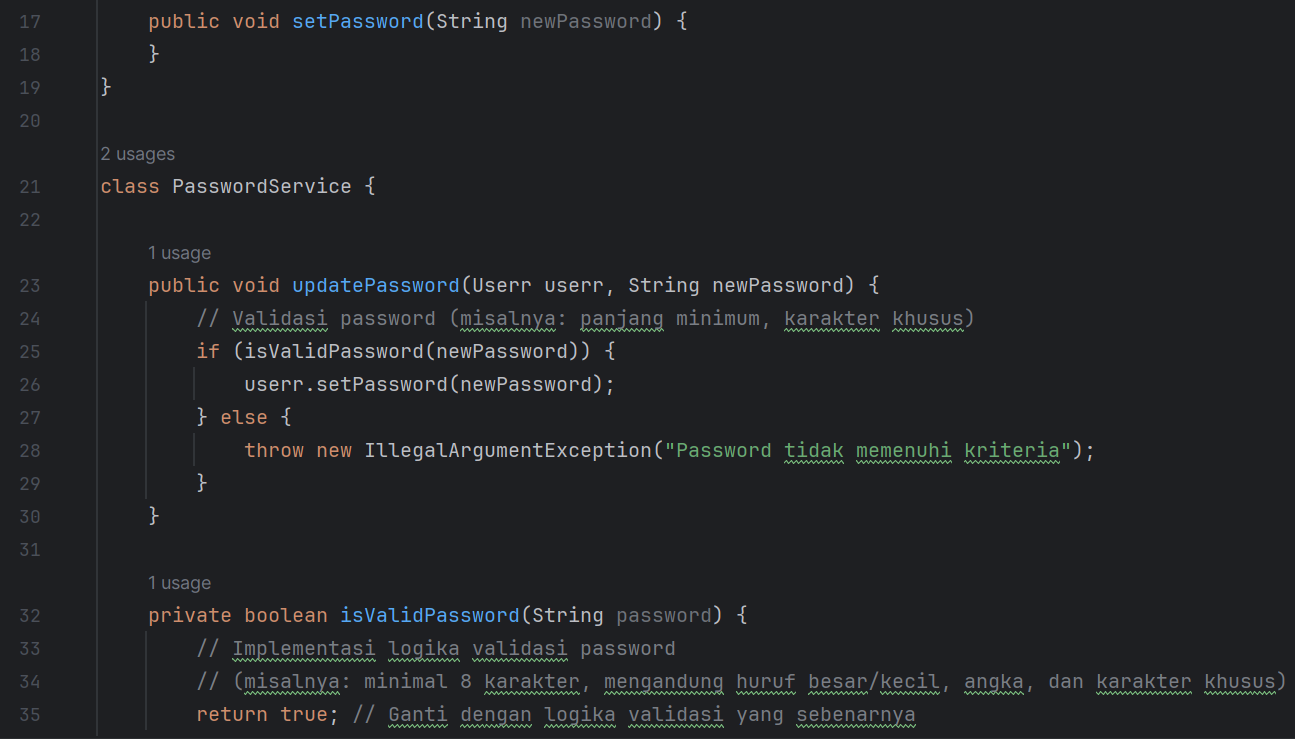 17 public void setPassword(String newPassword) {
18 }
19 }
20
2 usages
21 class PasswordService {
22
1 usage
23 public void updatePassword(Userr userr, String newPassword) {
24 // Validasi password (misalnya: panjang minimum, karakter khusus)
25 if (isValidPassword(newPassword)) {
26 userr.setPassword(newPassword);
27 } else {
28 throw new IllegalArgumentException("Password tidak memenuhi kriteria");
29 }
30 }
31
1 usage
32 private boolean isValidPassword(String password) {
33 // Implementasi logika validasi password
34 // (misalnya: minimal 8 karakter, mengandung huruf besar/kecil, angka, dan karakter khusus)
35 return true; // Ganti dengan logika validasi yang sebenarnya